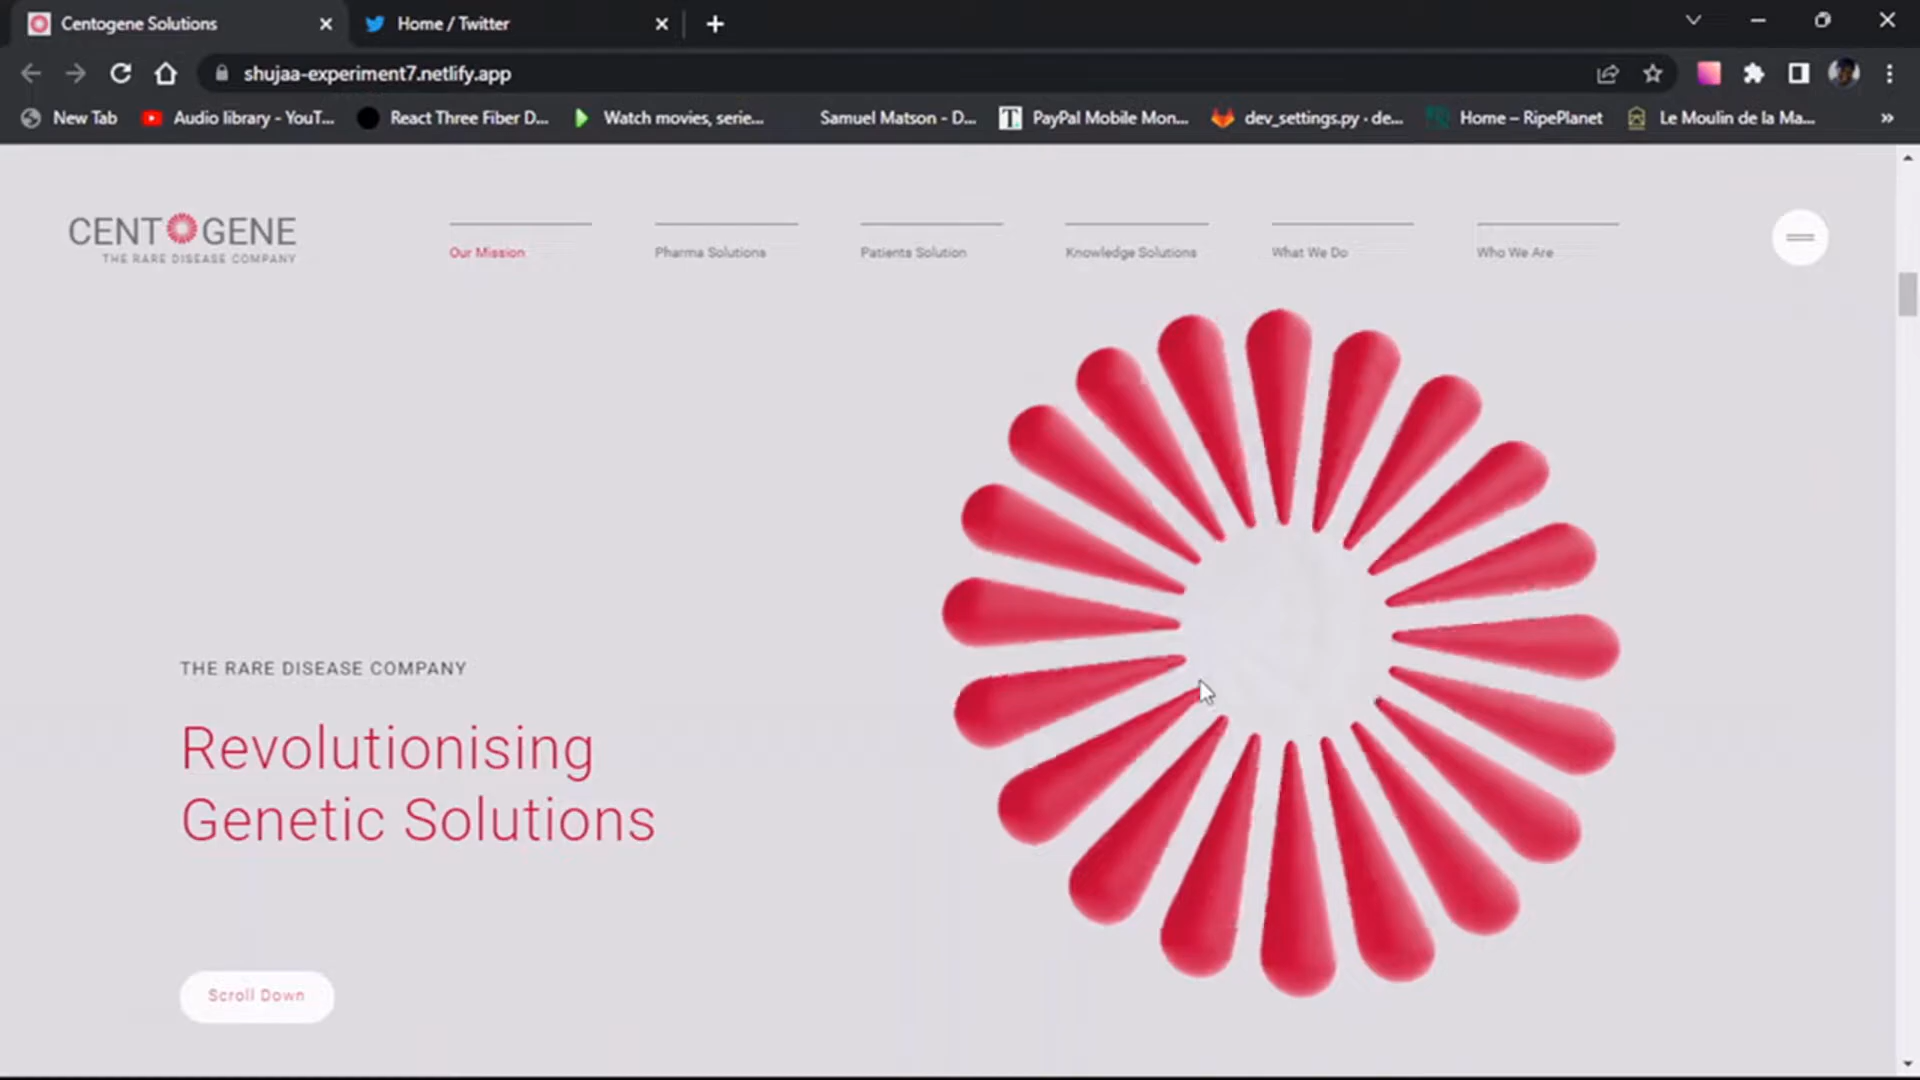 Centogene Solutions
Home / Twitter
shujaa-experiment7.netlify.app
New Tab
Audio library - YouT...
React Three Fiber D...
Watch movies, serie...
Samuel Matson - D...
PayPal Mobile Mon...
dev_settings.py · de...
Home – RipePlanet
Le Moulin de la Ma...
CENTOGENE
THE RARE DISEASE COMPANY
Our Mission
Pharma Solutions
Patients Solution
Knowledge Solutions
What We Do
Who We Are
THE RARE DISEASE COMPANY
Revolutionising
Genetic Solutions
Scroll Down